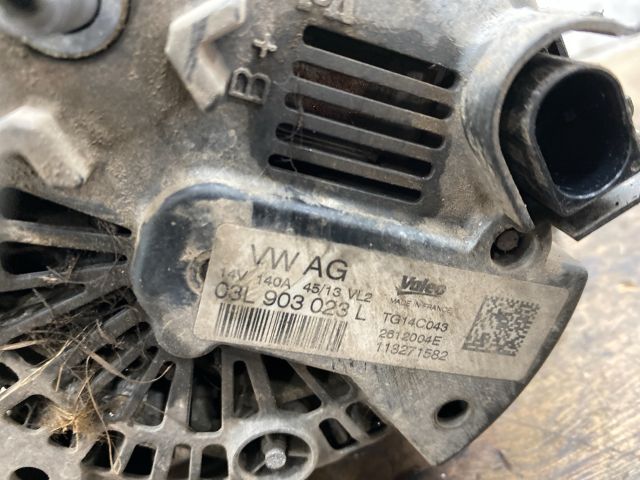 B+
VW AG
14V 140A 45/13 VL2
03L 903 023 L
Valeo
MADE IN FRANCE
TG14C043
2612004E
113271582